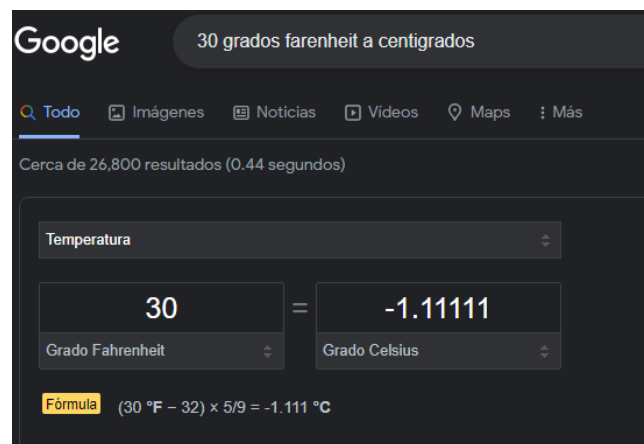 Google
30 grados farenheit a centigrados
Todo Imágenes Noticias Vídeos Maps Más
Cerca de 26,800 resultados (0.44 segundos)
Temperatura
30 = -1.11111
Grado Fahrenheit Grado Celsius
Fórmula (30 °F − 32) × 5/9 = -1.111 °C